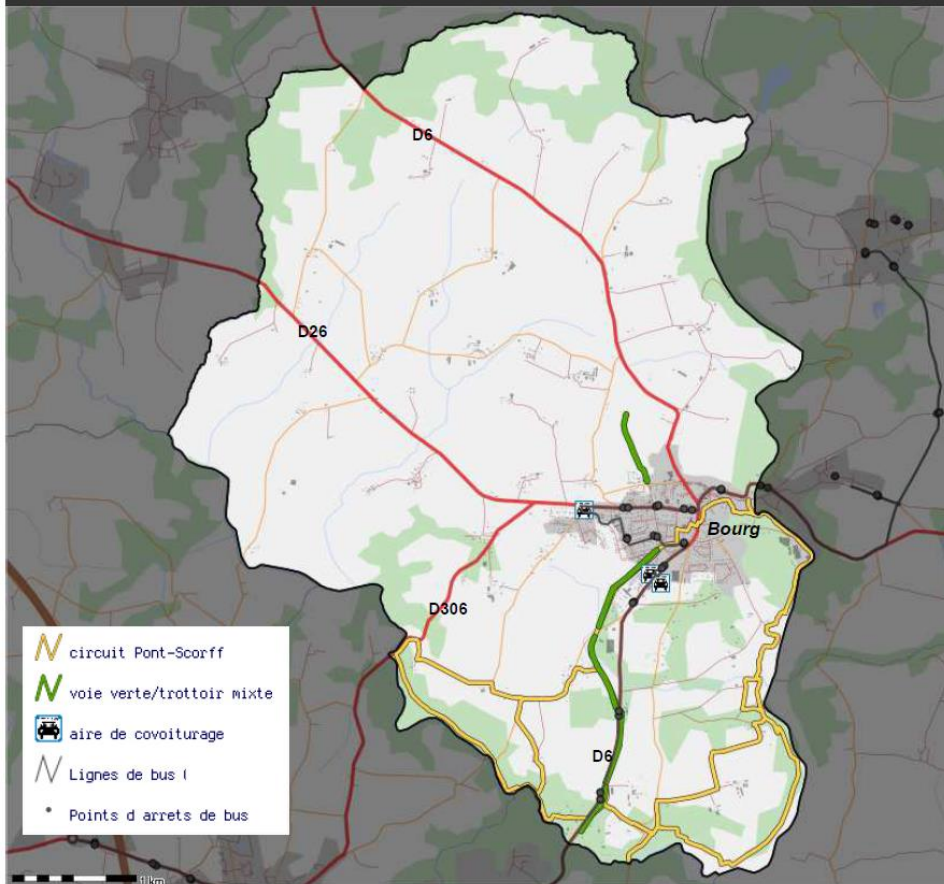 D6
D26
Bourg
D306
D6
circuit Pont-Scorff
voie verte/trottoir mixte
aire de covoiturage
Lignes de bus (
Points d arrets de bus
1 km